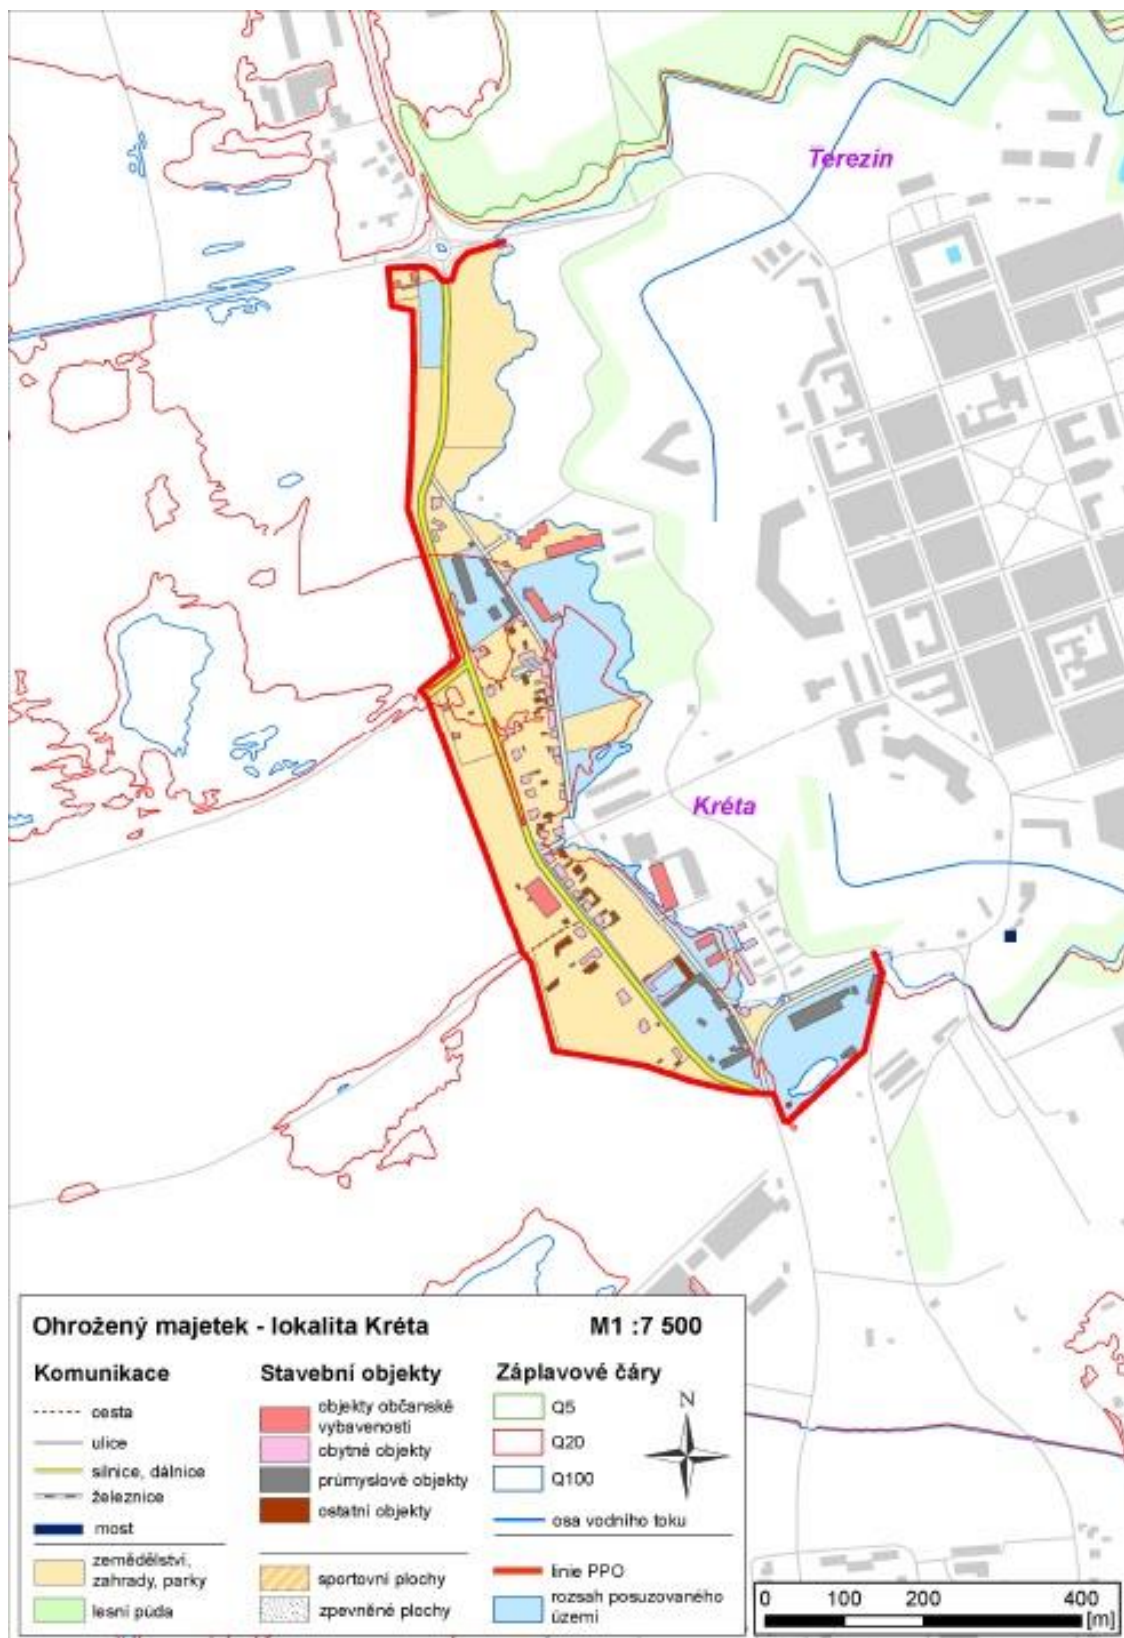 Terezín
Kréta
Ohrožený majetek - lokalita Kréta
M1 :7 500
Komunikace
cesta
ulice
silnice, dálnice
železnice
most
zemědělství,
zahrady, parky
lesní půda
Stavební objekty
objekty občanské
vybavenosti
obytné objekty
průmyslové objekty
ostatní objekty
sportovní plochy
zpevněné plochy
Záplavové čáry
Q5
Q20
Q100
osa vodního toku
linie PPO
rozsah posuzovaného
území
N
0 100 200 400
[m]